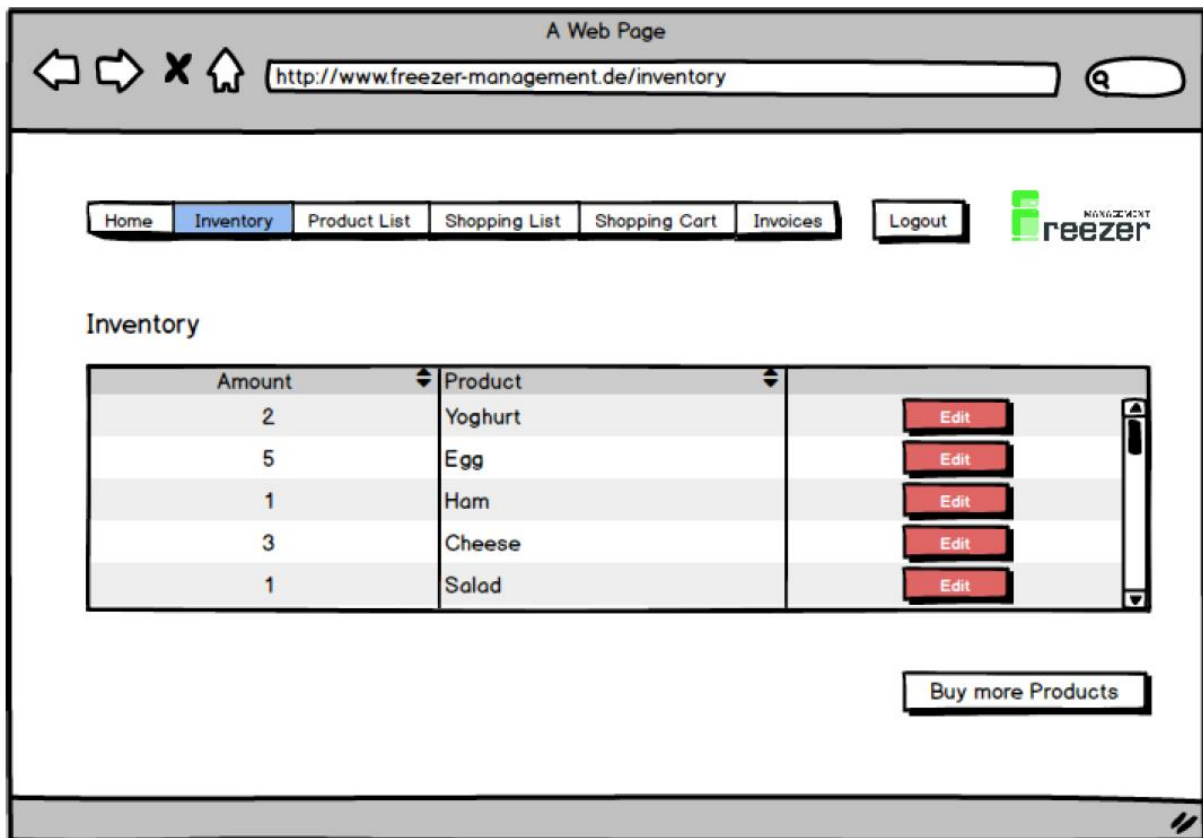 A Web Page
http://www.freezer-management.de/inventory
Home Inventory Product List Shopping List Shopping Cart Invoices Logout
MANAGEMENT
Freezer
Inventory
Amount Product
2 Yoghurt Edit
5 Egg Edit
1 Ham Edit
3 Cheese Edit
1 Salad Edit
Buy more Products